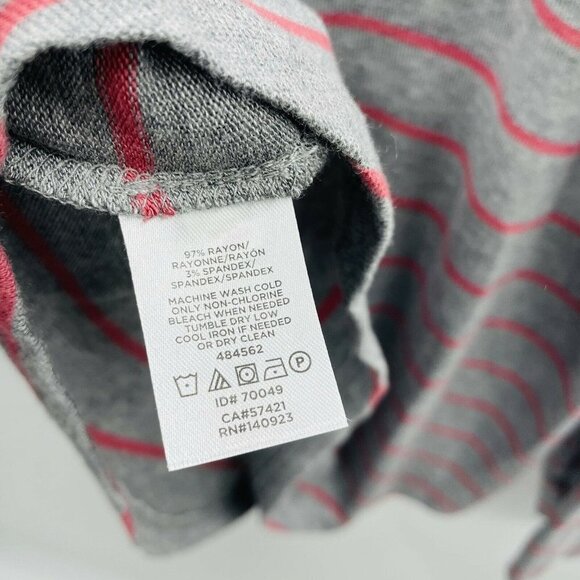 97% RAYON/
RAYONNE/RAYÓN
3% SPANDEX/
SPANDEX/SPANDEX
MACHINE WASH COLD
ONLY NON-CHLORINE
BLEACH WHEN NEEDED
TUMBLE DRY LOW
COOL IRON IF NEEDED
OR DRY CLEAN
484562
P
ID# 70049
CA#57421
RN#140923